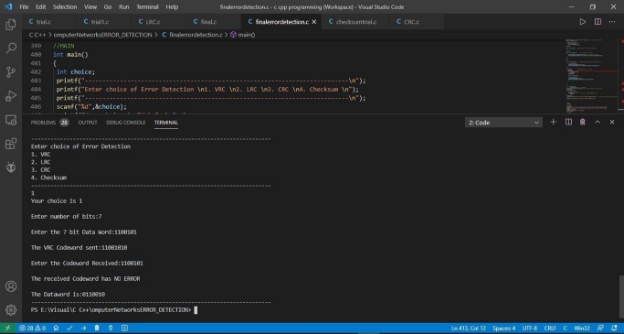 File Edit Selection View Go Run Terminal Help
finalerrordetection.c - c cpp programming (Workspace) - Visual Studio Code
trial.c
trial1.c
LRC.c
final.c
finalerrordetection.c
checksumtrial.c
CRC.c
C C++ > omputerNetworksERROR_DETECTION > finalerrordetection.c > main()
399 //MAIN
400 int main()
401 {
402 int choice;
403 printf("----------------------------------------------------------------------\n");
404 printf("Enter choice of Error Detection \n1. VRC \n2. LRC \n3. CRC \n4. Checksum \n");
405 printf("----------------------------------------------------------------------\n");
406 scanf("%d",&choice);
PROBLEMS 28 OUTPUT DEBUG CONSOLE TERMINAL 2: Code
----------------------------------------------------------------------
Enter choice of Error Detection
1. VRC
2. LRC
3. CRC
4. Checksum
----------------------------------------------------------------------
1
Your choice is 1
Enter number of bits:7
Enter the 7 bit Data Word:1100101
The VRC Codeword sent:11001010
Enter the Codeword Received:1100101
The received Codeword has NO ERROR
The Dataword is:0110010
----------------------------------------------------------------------
PS E:\Visual\C C++\omputerNetworksERROR_DETECTION>
28 0 Ln 413, Col 12 Spaces: 4 UTF-8 CRLF C Win32